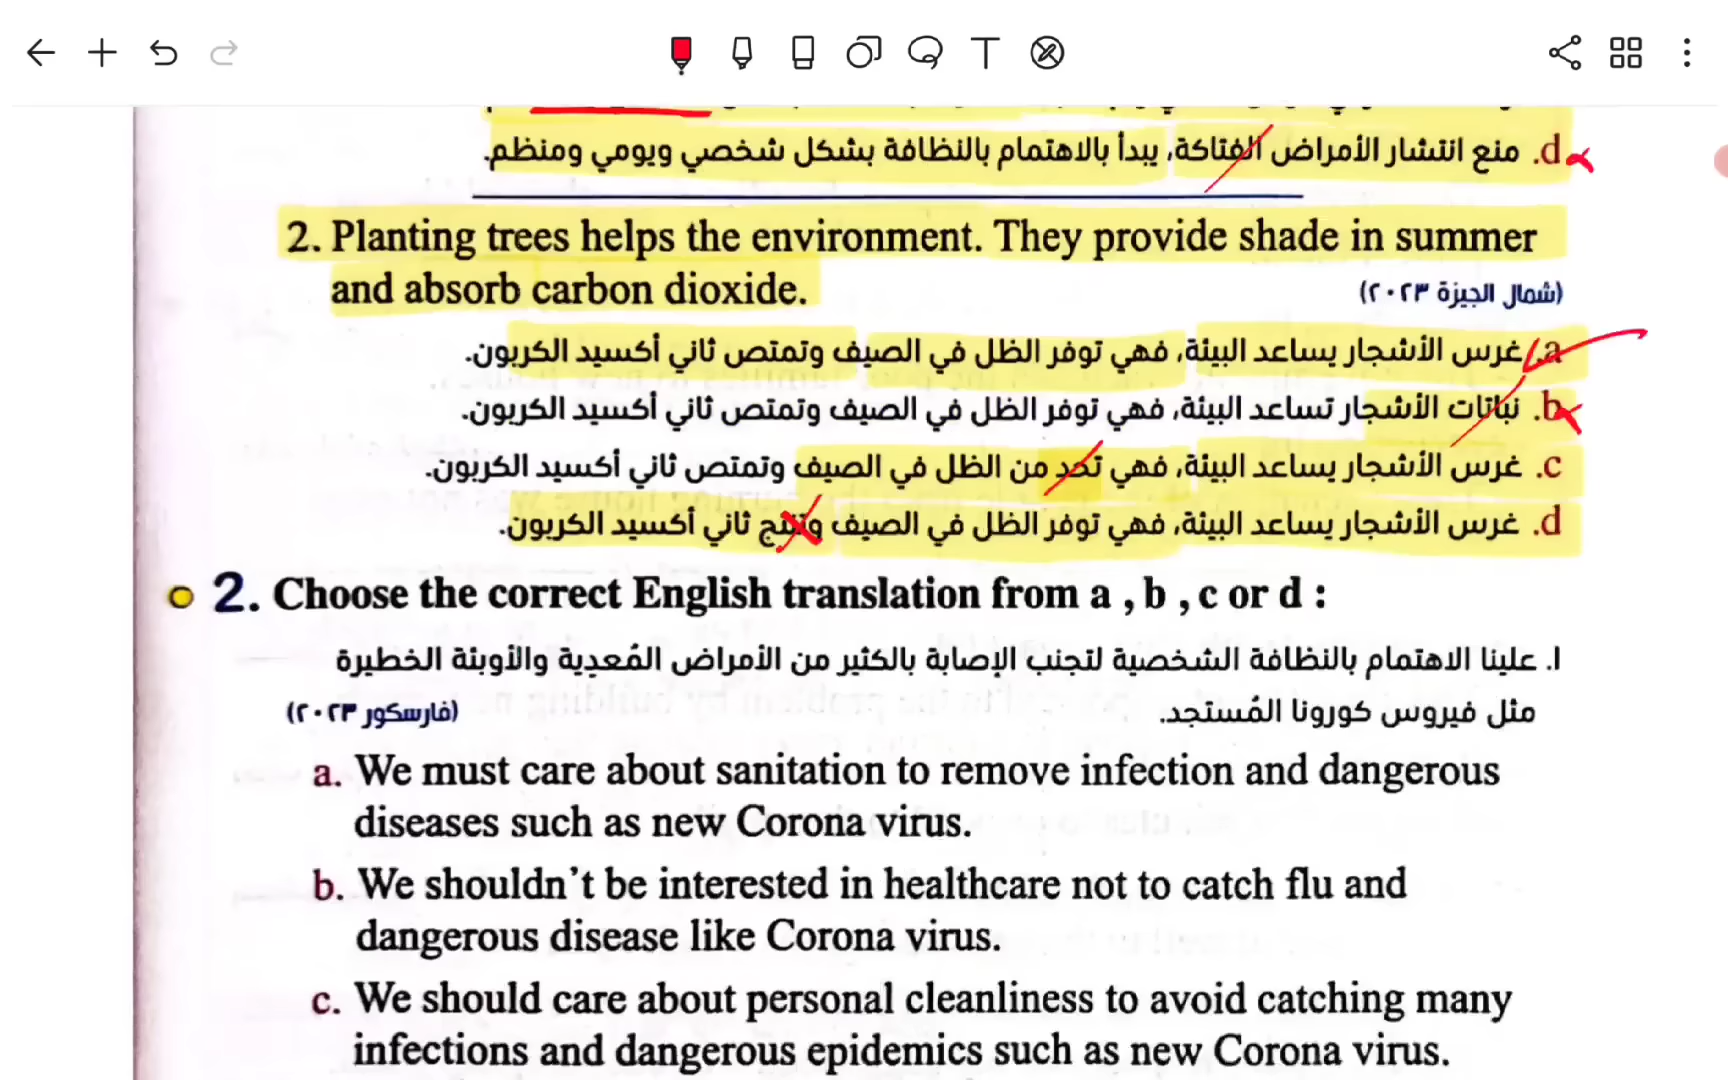 d. منع انتشار الأمراض الفتاكة، يبدأ بالاهتمام بالنظافة بشكل شخصي ويومي ومنظم.
2. Planting trees helps the environment. They provide shade in summer
and absorb carbon dioxide.
(شمال الجيزة ٢٠٢٣)
a. غرس الأشجار يساعد البيئة، فهي توفر الظل في الصيف وتمتص ثاني أكسيد الكربون.
b. نباتات الأشجار تساعد البيئة، فهي توفر الظل في الصيف وتمتص ثاني أكسيد الكربون.
c. غرس الأشجار يساعد البيئة، فهي تحد من الظل في الصيف وتمتص ثاني أكسيد الكربون.
d. غرس الأشجار يساعد البيئة، فهي توفر الظل في الصيف وتنتج ثاني أكسيد الكربون.
2. Choose the correct English translation from a , b , c or d :
١. علينا الاهتمام بالنظافة الشخصية لتجنب الإصابة بالكثير من الأمراض المُعدية والأوبئة الخطيرة
مثل فيروس كورونا المُستجد.
(فارسكور ٢٠٢٣)
a. We must care about sanitation to remove infection and dangerous
diseases such as new Corona virus.
b. We shouldn't be interested in healthcare not to catch flu and
dangerous disease like Corona virus.
c. We should care about personal cleanliness to avoid catching many
infections and dangerous epidemics such as new Corona virus.